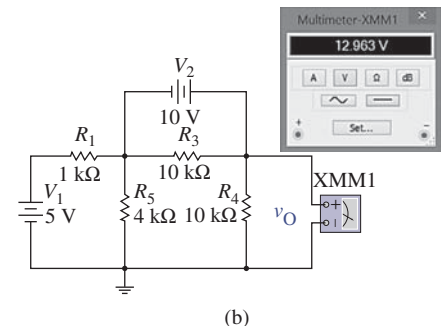 Multimeter-XMM1 x
12.963 V
A V Ω dB
Set...
+ −
V2
10 V
R1 R3
1 kΩ 10 kΩ XMM1
V1 R5 R4
5 V 4 kΩ 10 kΩ vO
(b)